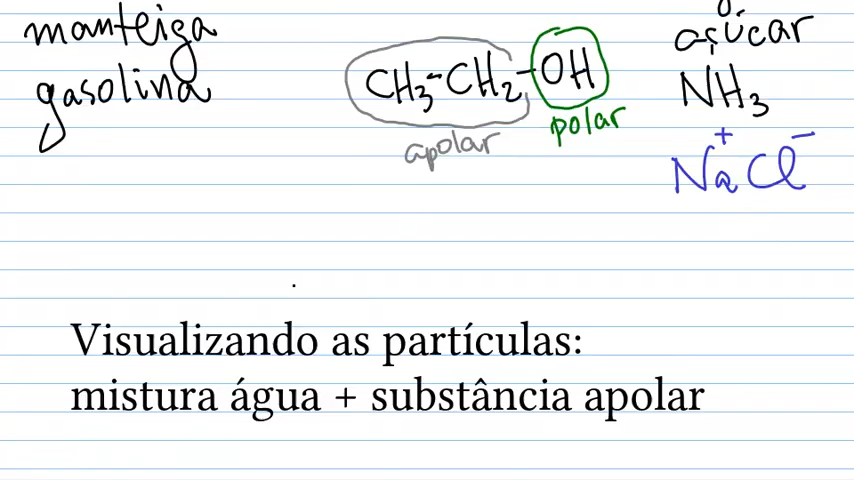 manteiga
gasolina
CH3-CH2-OH
apolar
polar
açúcar
NH3
Na+Cl-
Visualizando as partículas:
mistura água + substância apolar